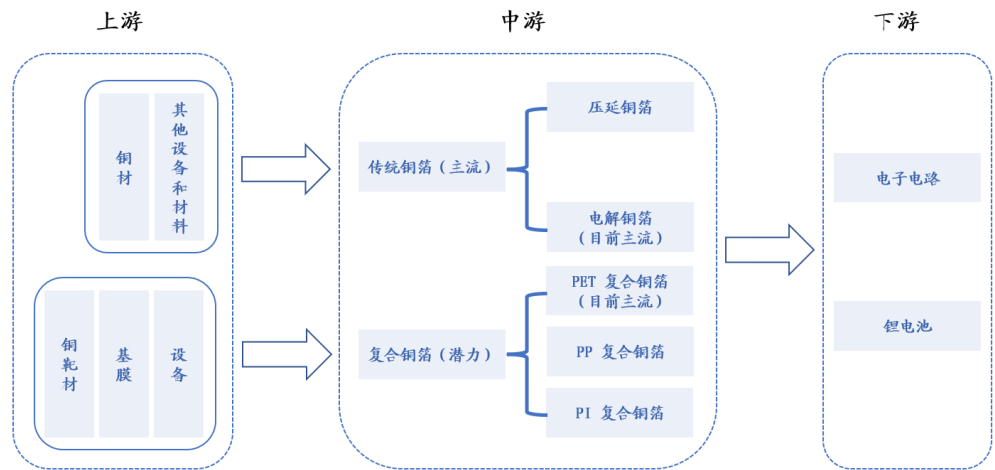 上游
中游
下游
铜材
其他设备和材料
铜靶材
基膜
设备
传统铜箔（主流）
压延铜箔
电解铜箔
（目前主流）
复合铜箔（潜力）
PET 复合铜箔
（目前主流）
PP 复合铜箔
PI 复合铜箔
电子电路
锂电池